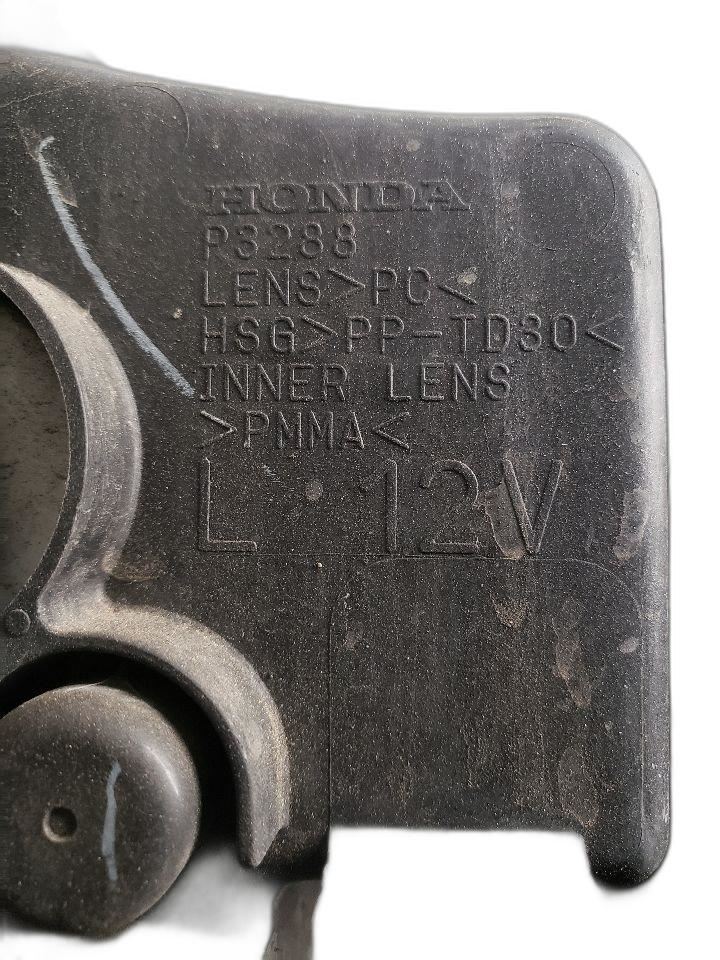 HONDA
P3288
LENS>PC<
HSG>PP-TD30<
INNER LENS
>PMMA<
L 12V